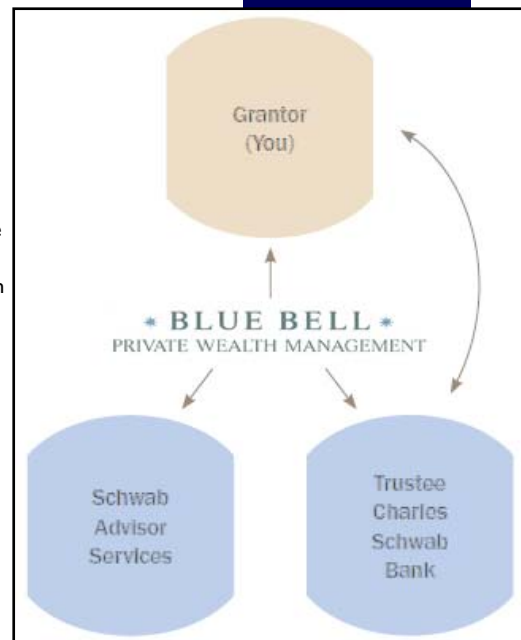 Grantor
(You)
* BLUE BELL *
PRIVATE WEALTH MANAGEMENT
Schwab
Advisor
Services
Trustee
Charles
Schwab
Bank